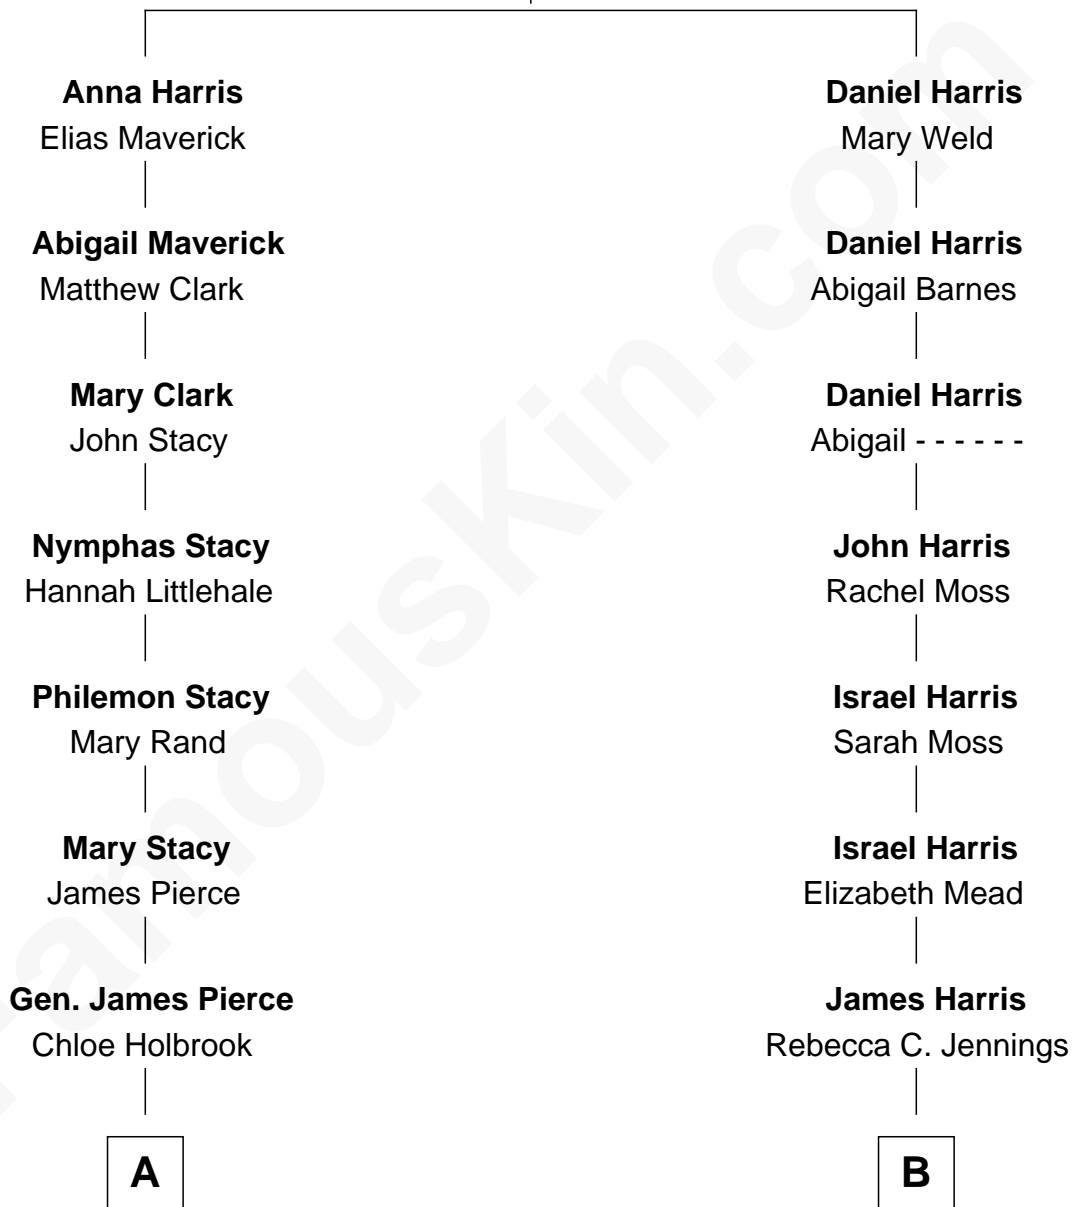 Anna Harris
Elias Maverick
Abigail Maverick
Matthew Clark
Mary Clark
John Stacy
Nymphas Stacy
Hannah Littlehale
Philemon Stacy
Mary Rand
Mary Stacy
James Pierce
Gen. James Pierce
Chloe Holbrook
A
Daniel Harris
Mary Weld
Daniel Harris
Abigail Barnes
Daniel Harris
Abigail - - - - - -
John Harris
Rachel Moss
Israel Harris
Sarah Moss
Israel Harris
Elizabeth Mead
James Harris
Rebecca C. Jennings
B
FamousKin.com